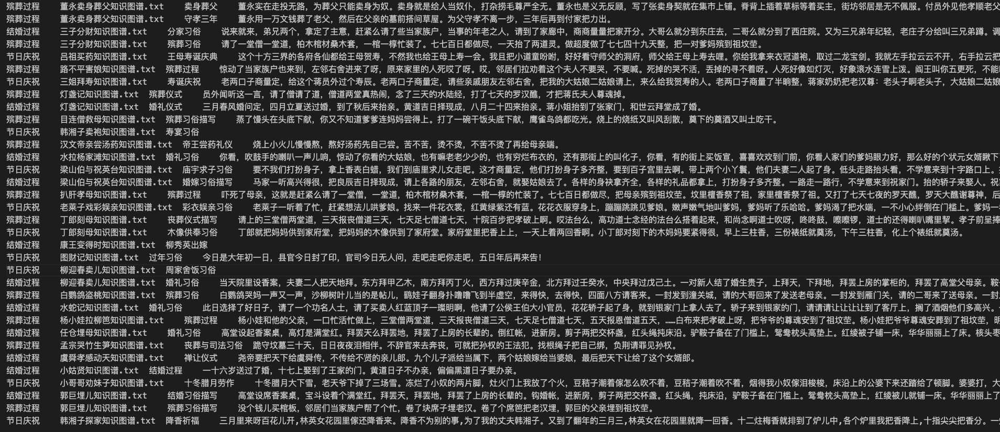 殡葬过程 董永卖身葬父知识图谱.txt 卖身葬父 董永实在走投无路，为葬父只能卖身为奴。卖身就是给人当奴仆，打杂捞毛尊严全无。董永也是义无反顾，写了张卖身契就在集市上铺。脊背上插着草标等着买主，街坊邻居是无不佩服。付员外见他孝顺老父
殡葬过程 董永卖身葬父知识图谱.txt 守孝三年 董永用一万文钱葬了老父，然后在父亲的墓前搭间草屋。为父守孝不离一步，三年后再到付家把力出。
结婚过程 三子分财知识图谱.txt 分家习俗 说来就来，弟兄两个，拿定了主意，赶紧么请了些当家族户，当事的年老之人，请到了家廊中，商商量量把家开分。大哥么就分到东庄去，二哥么就分到了西庄院。又为三兄弟年纪轻，老庄子分给叫三兄弟蹲。调
殡葬过程 三子分财知识图谱.txt 殡葬习俗 请了一堂僧一堂道，柏木棺材桑木套，一棺一椁忙装了。七七百日都做尽，一天抬了两道灵。做超度做了七七四十九天整，把一对爹妈殡到祖坟茔。
节日庆祝 吕祖买药知识图谱.txt 王母寿诞庆典 这个十方三界的各府各仙都给王母贺寿，不然我也给王母上寿一会。我且把小道童吩咐，好好看守师父的洞府，师父给王母上寿去哩。你给我拿来衣冠道袍，取过二龙宝剑。我就左手拉云云不开，右手拉云把
殡葬过程 路不平害娘知识图谱.txt 殡葬过程 惊动了当家族户也来到，左邻右舍进来了呀，原来家里的人死哎了呀。哎，邻居们拉劝着这个夫人不要哭，不要喊。死掉的哭不活，丢掉的寻不着呀。人死好像如灯灭，好象滚水连雪上泼。阎王叫你五更死，不能
节日庆祝 三姐拜寿知识图谱.txt 寿诞庆祝 老两口子商量定，给这个蒋员外过个寿辰。老两口子商量定，请些亲戚朋友左邻右舍，把我的大姑娘二姑娘请上，来么给我贺寿的人。老两口子商量了半晌整，蒋家奶奶把老汉尊：老头子啊老头子，大姑娘二姑娘
殡葬过程 灯盏记知识图谱.txt 殡葬仪式 员外闻听这一言，请了僧请了道，僧道两堂真热闹，念了三天的水陆经，打了七天的罗汉醮，才把蒋氏夫人尊魂掉。
结婚过程 灯盏记知识图谱.txt 婚礼仪式 三月春风婚问定，四月立夏送过婚，到了秋后来抬亲。黄道吉日择现成，八月二十四来抬亲。蒋小姐抬到了张家门，和世云拜堂成了婚。
殡葬过程 目连僧救母知识图谱.txt 殡葬习俗描写 蒸了馒头在头底下献，你又不知道爹爹连妈妈尝得上。打了一碗干饭头底下献，鹰雀鸟鸽都吃光。烧上的烧纸又叫风刮散，奠下的奠酒又叫土吃干。
节日庆祝 韩湘子卖袍知识图谱.txt 寿宴习俗
殡葬过程 汉文帝亲尝汤药知识图谱.txt 帝王尝药礼仪 烧上小火儿慢慢熬，熬好汤药先自己尝。苦不苦，烫不烫，不苦不烫了再给母亲端。
结婚过程 水拉杨家滩知识图谱.txt 婚礼习俗 你看，吹鼓手的喇叭一声儿响，惊动了你看的大姑娘，也有嘛老老少少的，也有穷烂布衣的，还有那街上的叫化子，你看，有的街上买饭宣，喜喜欢欢到门前，你看人家们的爹妈眼力好，那么好的个状元女婿瞅下
节日庆祝 梁山伯与祝英台知识图谱.txt 庙宇求子习俗 要不我们打扮身子，拿上香表白蜡，我们到庙里求儿女走吧。这才商量定，他们打扮身子多齐整，要到百子宫里去啊。带上两个小丫鬟，他们夫妻二人起了身。低头走路抬头看，不学意来到十字路口上。
结婚过程 梁山伯与祝英台知识图谱.txt 婚嫁习俗描写 马家一听高兴得很，把良辰吉日择现成，请上各路的朋友，左邻右舍，就娶姑娘去了。各样的身袂拿齐全，各样的礼品都拿上，打扮身子多齐整。一路走一路行，不学意来到祝家门。抬的轿子来娶人。祝
殡葬过程 扒肝孝母知识图谱.txt 殡葬过程 吓死了母亲，这就是赶紧么请了一堂僧，一堂道，柏木棺材桑木套，一棺一椁的忙装了。七七百日都做尽，把母亲殡到祖坟茔。坟里檀香祭了祖，家里檀香祭了祖。又打了七天七夜的罗天醮，罗天大醮谢尊神，后
节日庆祝 老莱子戏彩娱亲知识图谱.txt 彩衣娱亲习俗 老莱子一听着了忙，赶紧想法儿哄爹娘。找来一件花衣裳，红黄绿紫还有蓝。花花衣服穿身上，蹦蹦跳跳见爹娘。嫩声嫩气地叫爹妈，爹妈听了乐哈哈。爹妈渴了把水端，一不小心绊倒在门槛上。爹妈一
殡葬过程 丁郎刻母知识图谱.txt 丧葬仪式描写 请上的三堂僧两堂道，三天报丧僧道三天，七天足七僧道七天，十院百步把孝破上啊。哎法台么，高功道士念经的法台么搭着起来，和尚念啊道士吹呀，咚咚鼓，嚓嚓锣，道士的还得喇叭嘴里挈。孝子前呈捧
殡葬过程 丁郎刻母知识图谱.txt 木像供奉习俗 丁郎就把妈妈供到家府堂，把妈妈的木像供到了家府堂。家府堂里把香上上，一天上着两回香啊。小丁郎对刻下的木妈妈要紧得很，早上三柱香，三份裱纸就奠汤，下午三柱香，化上个裱纸就奠汤。
结婚过程 康王变得时知识图谱.txt 柳秀英出嫁
节日庆祝 图财记知识图谱.txt 过年习俗 今日是大年初一日，县官今日封了印，官司今日无人问，走吧走吧你走吧，五日年后再来告！
节日庆祝 柳迎春卖儿知识图谱.txt 周家舍饭习俗
结婚过程 柳迎春卖儿知识图谱.txt 婚礼习俗 当天院里设香案，夫妻二人把天地拜。东方拜甲乙木，南方拜丙丁火，西方拜过庚辛金，北方拜过壬癸水，中央拜过戊己土。一对新人结了婚生贵子，上拜天，下拜地，拜罢上房的掌柜的，拜罢了高堂父母亲。鞍
殡葬过程 白鹦鸽盗桃知识图谱.txt 殡葬习俗 白鹦鸽哭妈一声又一声，沙柳树叶儿当的是帖儿，鹞娃子翻身扑噜噜飞到半虚空，来得快，去得快，四面八方请客来。一封发到潼关城，请的大哥回来了发送老母亲。一封发到雁门关，请的二哥来了送母亲。一封
结婚过程 水蛇记知识图谱.txt 婚礼习俗 此日选择了好日子，请了一个功名人士，请了买卖人红蓝顶子一璨明啊，他请了公侯王伯大小官员，花花轿子起了身，就到银家门上拿人去了。轿子来到银家的门，请请请让让让让到了客厅上，搁了酒烟他们多高兴。
殡葬过程 杨小娃拉柳笆知识图谱.txt 殡葬过程 杨小娃和他的父亲，一口忙活忙做上，三堂僧两堂道，三天报丧僧道三天，七天足七僧道七天，五天报恩僧道五天，……白布来把孝破上呀，把爷爷的尊魂安到了祖坟茔。杨小娃把爷爷尊魂安葬到了祖坟茔，明
结婚过程 任仓埋母知识图谱.txt 婚礼习俗 高堂设起香案桌，高灯是满堂红。拜罢天么拜罢地，拜罢了上房的长辈的。倒红帐，进新房。剪子两把交杯盏，红头绳扽床沿。驴鞍子备在了门槛上，鸳鸯枕头高垫上。红绫被子铺一床，华华丽丽上了床。核头枣
殡葬过程 孟宗哭竹生笋知识图谱.txt 丧葬与司法习俗 跪守坟墓三十天，日日夜夜泪相伴。不辞官来去奔丧，可就把孙权的王法犯。找根绳子把自己绑，负荆请罪见孙权。
结婚过程 虞舜孝感动天知识图谱.txt 禅让仪式 尧帝要把天下给虞舜传，不传给不贤的亲儿郎。九个儿子派给当属下，两个姑娘嫁给当婆娘，最后把天下让给了这个女婿郎。
结婚过程 小姑贤知识图谱.txt 结婚过程 一十六岁送过了婚，十七上娶到了王家的门。黄道日子不办亲，偏偏黑道日子要办亲。
节日庆祝 小哥哥劝妹子知识图谱.txt 十冬腊月劳作 十冬腊月大下雪，老天爷下掉了三场雪。冻烂了小奴的两片脚，灶火门上我放了个火，豆秸子潮着傢怎么吹不着，豆秸子潮着吹不着，烟得我小奴傢泪梭梭，床沿上的公婆下来还踏给了顿脚。婆婆打，大
结婚过程 郭巨埋儿知识图谱.txt 结婚习俗描写 高堂设席香案桌，宝斗设着个满堂红。拜罢天，拜罢地，拜罢了上房的长辈的。钩婚帐，进新房，剪子两把交杯盏。红头绳，扽床沿，驴鞍子备在门槛上。鸳鸯枕头高垫上，红绫被儿就铺一床。华华丽丽上了
殡葬过程 郭巨埋儿知识图谱.txt 殡葬习俗描写 没个钱儿买棺板，邻居们当家族户帮了个忙，卷了块席子埋老汉。卷了个席笆把老汉埋，郭巨的父亲埋到祖坟茔。
节日庆祝 韩湘子探家知识图谱.txt 降香祈福 三月里来呀百花儿开,林英女花园里傢还降香来。降香不为别的事,为了我的丈夫韩湘子。又到了翻年的三月三,林英女在花园里就降一回香。十二炷梅香就排到了炉儿中,各个炉里我把香降上,十指尖尖把香分。一